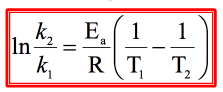 ln k₂/k₁ = Eₐ/R (1/T₁ − 1/T₂)